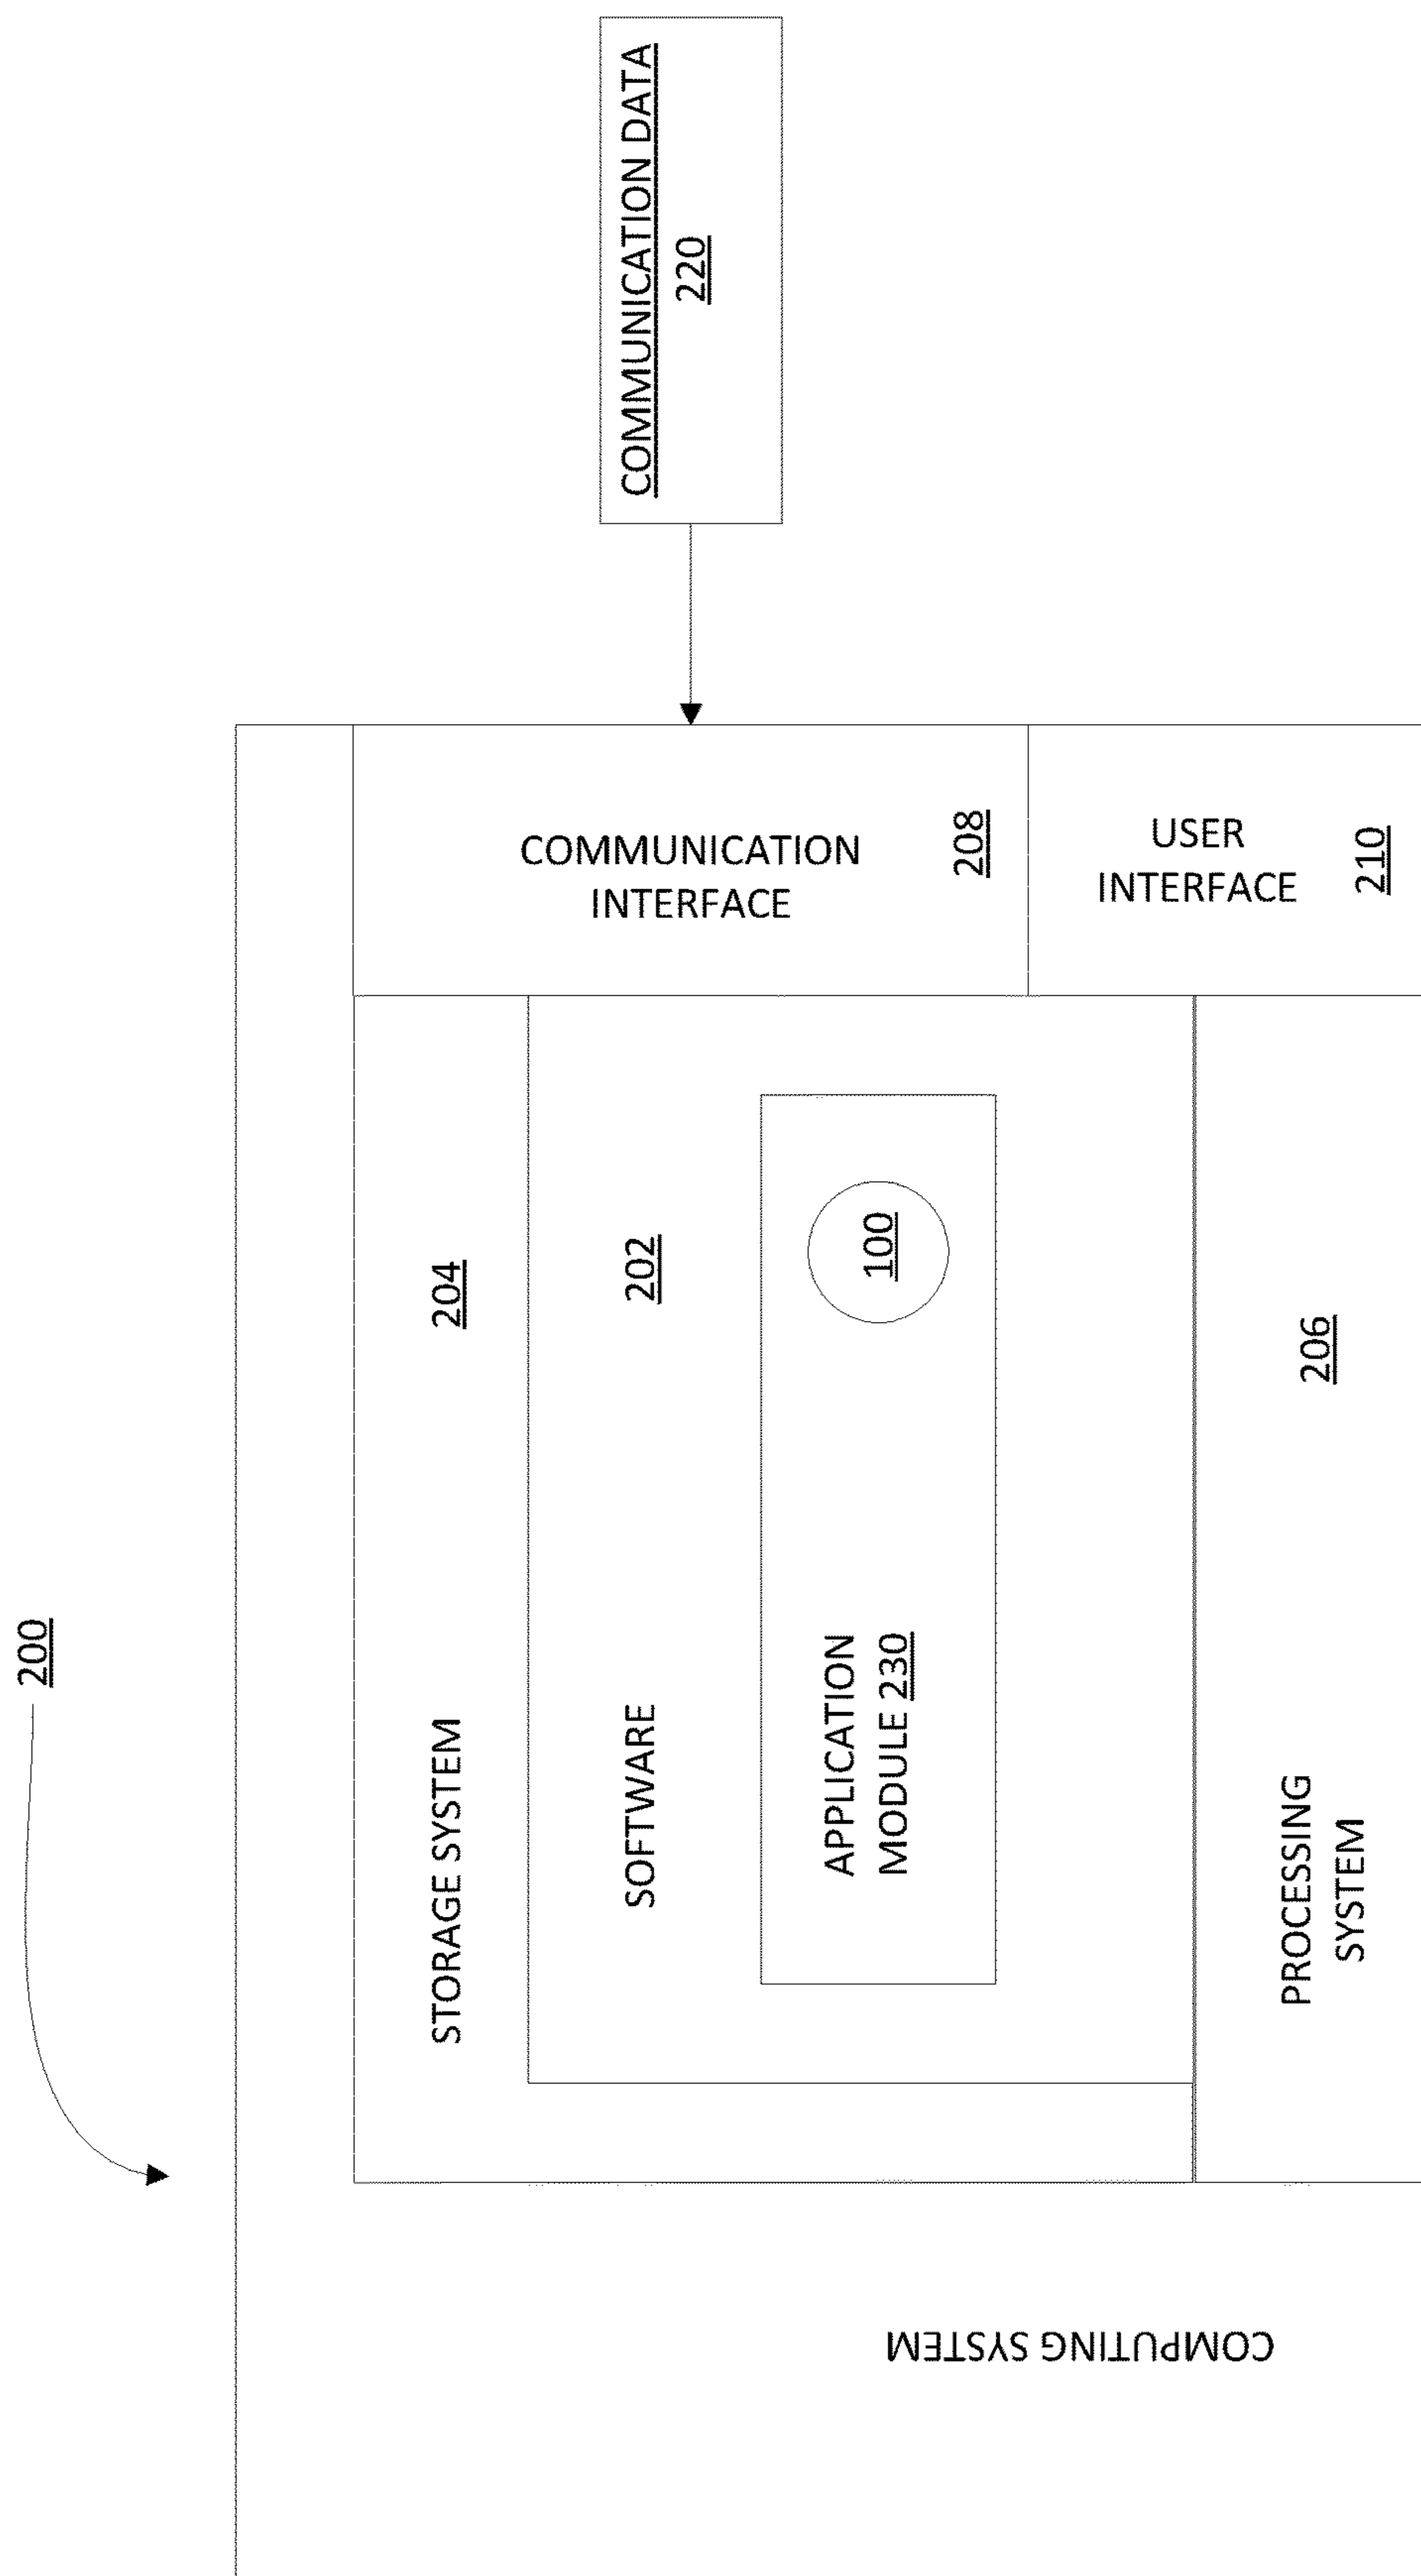 200
COMPUTING SYSTEM
STORAGE SYSTEM
204
SOFTWARE
202
APPLICATION
MODULE 230
100
PROCESSING
SYSTEM
206
COMMUNICATION
INTERFACE
208
USER
INTERFACE
210
COMMUNICATION DATA
220